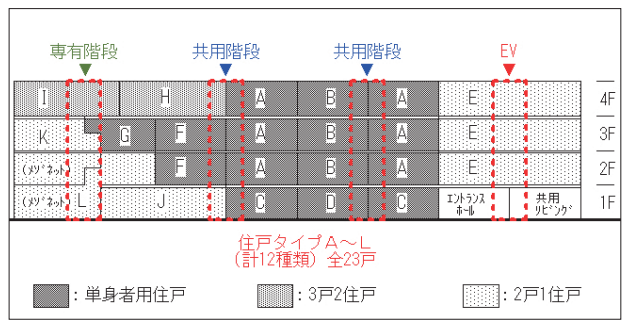 専有階段 共用階段 共用階段 EV
I H A B A E 4F
K G F A B A E 3F
(メゾネット) F A B A E 2F
(メゾネット) L J C D C エントランスホール 共用リビング 1F
住戸タイプA~L
(計12種類) 全23戸
:単身者用住戸 :3戸2住戸 :2戸1住戸